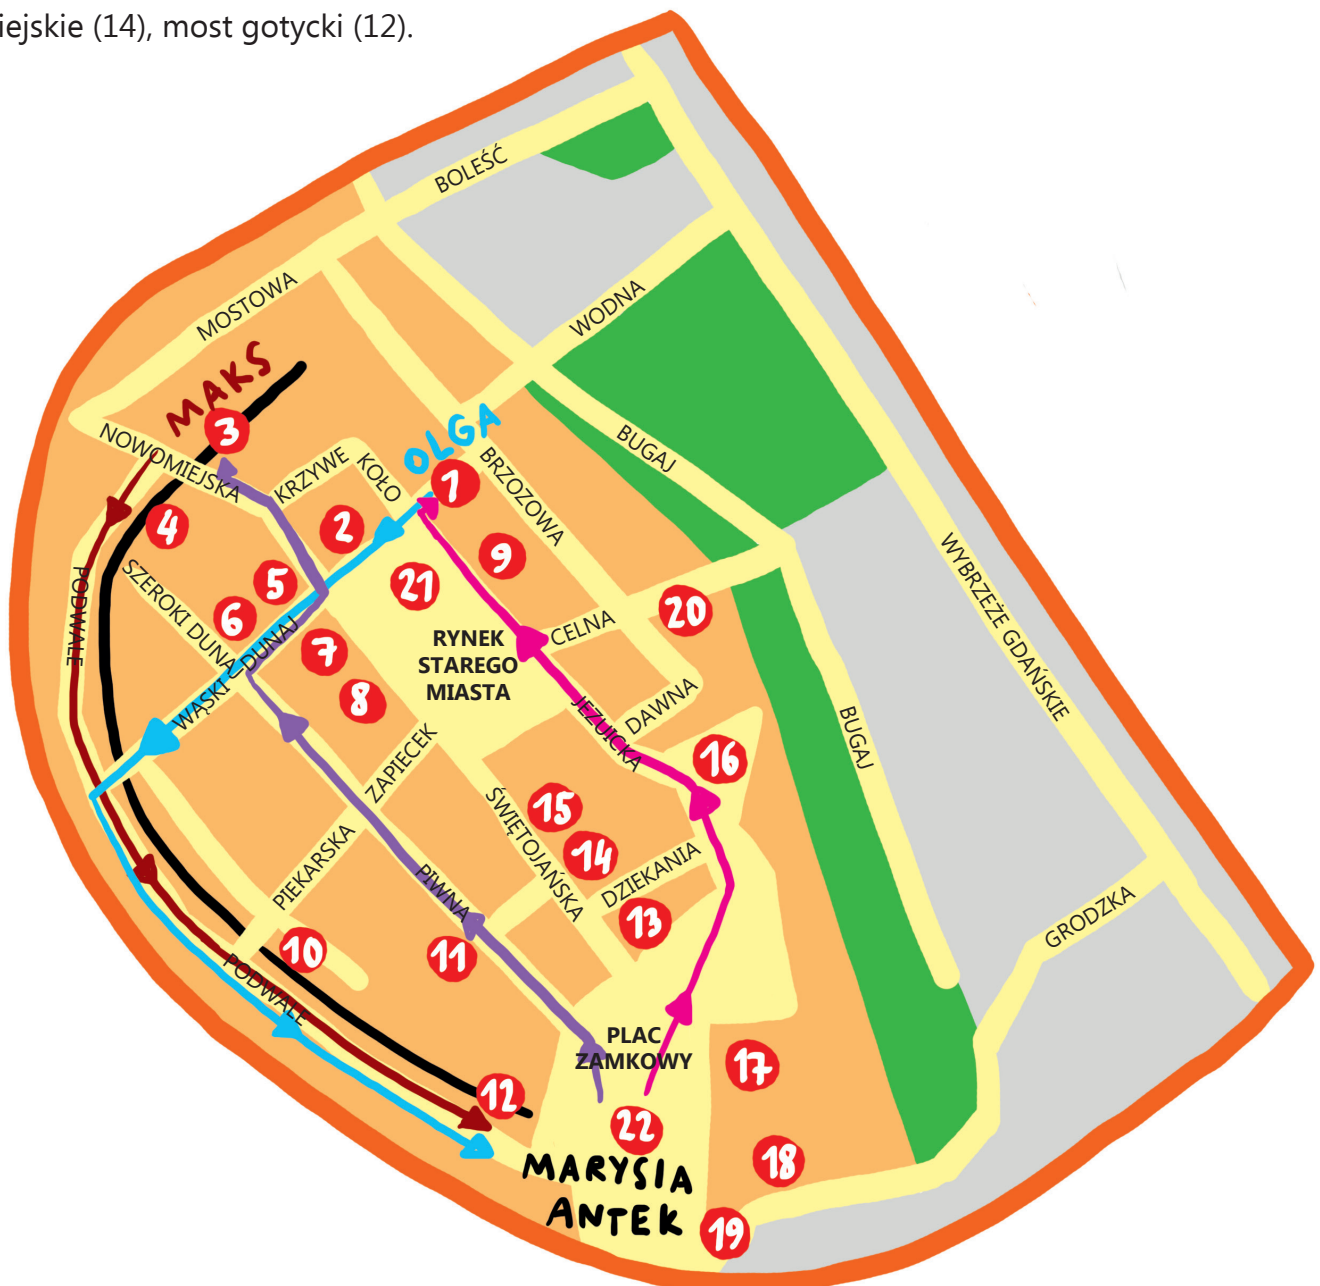 iejskie (14), most gotycki (12).
BOLEŚĆ
MOSTOWA
WODNA
MAKS
3
NOWOMIEJSKA
KRZYWE
KOŁO
OLGA
1
BRZOZOWA
BUGAJ
4
2
9
21
5
6
SZEROKI DUNAJ
PODWALE
WĄSKI DUNAJ
7
8
RYNEK
STAREGO
MIASTA
CELNA
20
WYBRZEŻE GDAŃSKIE
JEZUICKA
DAWNA
16
BUGAJ
ZAPIECEK
ŚWIĘTOJAŃSKA
15
14
DZIEKANIA
13
PIEKARSKA
PIWNA
10
11
PODWALE
GRODZKA
PLAC
ZAMKOWY
17
12
22
18
MARYSIA
ANTEK
19